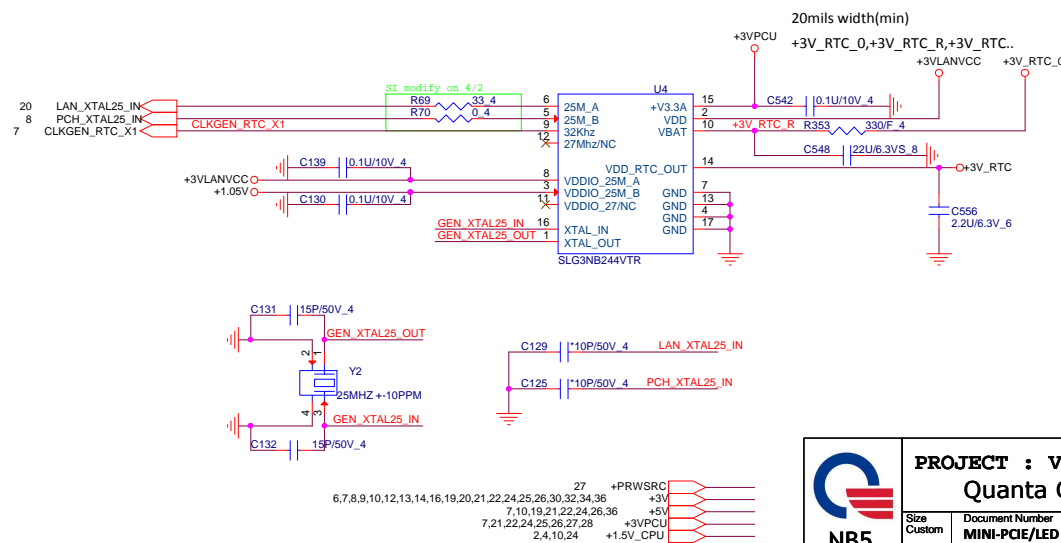 20mils width(min)
+3V_RTC_0,+3V_RTC_R,+3V_RTC..
+3VPCU
+3VLANVCC
+3V_RTC_0
SI modify on 4/2
20 LAN_XTAL25_IN
8 PCH_XTAL25_IN
7 CLKGEN_RTC_X1
CLKGEN_RTC_X1
R69 33_4
R70 0_4
U4
6 25M_A
5 25M_B
9 32Khz
12 27Mhz/NC
8 VDDIO_25M_A
3 VDDIO_25M_B
11 VDDIO_27/NC
16 XTAL_IN
1 XTAL_OUT
+V3.3A 15
VDD 2
VBAT 10
VDD_RTC_OUT 14
GND 7
GND 13
GND 4
GND 17
SLG3NB244VTR
C542 0.1U/10V_4
+3V_RTC_R R353 330/F_4
C548 22U/6.3VS_8
+3V_RTC
C556
2.2U/6.3V_6
C139 0.1U/10V_4
+3VLANVCC
+1.05V
C130 0.1U/10V_4
GEN_XTAL25_IN
GEN_XTAL25_OUT
C131 15P/50V_4
GEN_XTAL25_OUT
2 1
Y2
25MHZ +-10PPM
4 3
GEN_XTAL25_IN
C132 15P/50V_4
C129 *10P/50V_4 LAN_XTAL25_IN
C125 *10P/50V_4 PCH_XTAL25_IN
27 +PRWSRC
6,7,8,9,10,12,13,14,16,19,20,21,22,24,25,26,30,32,34,36 +3V
7,10,19,21,22,24,26,36 +5V
7,21,22,24,25,26,27,28 +3VPCU
2,4,10,24 +1.5V_CPU
PROJECT : V
Quanta C
Size
Custom
Document Number
MINI-PCIE/LED
NB5